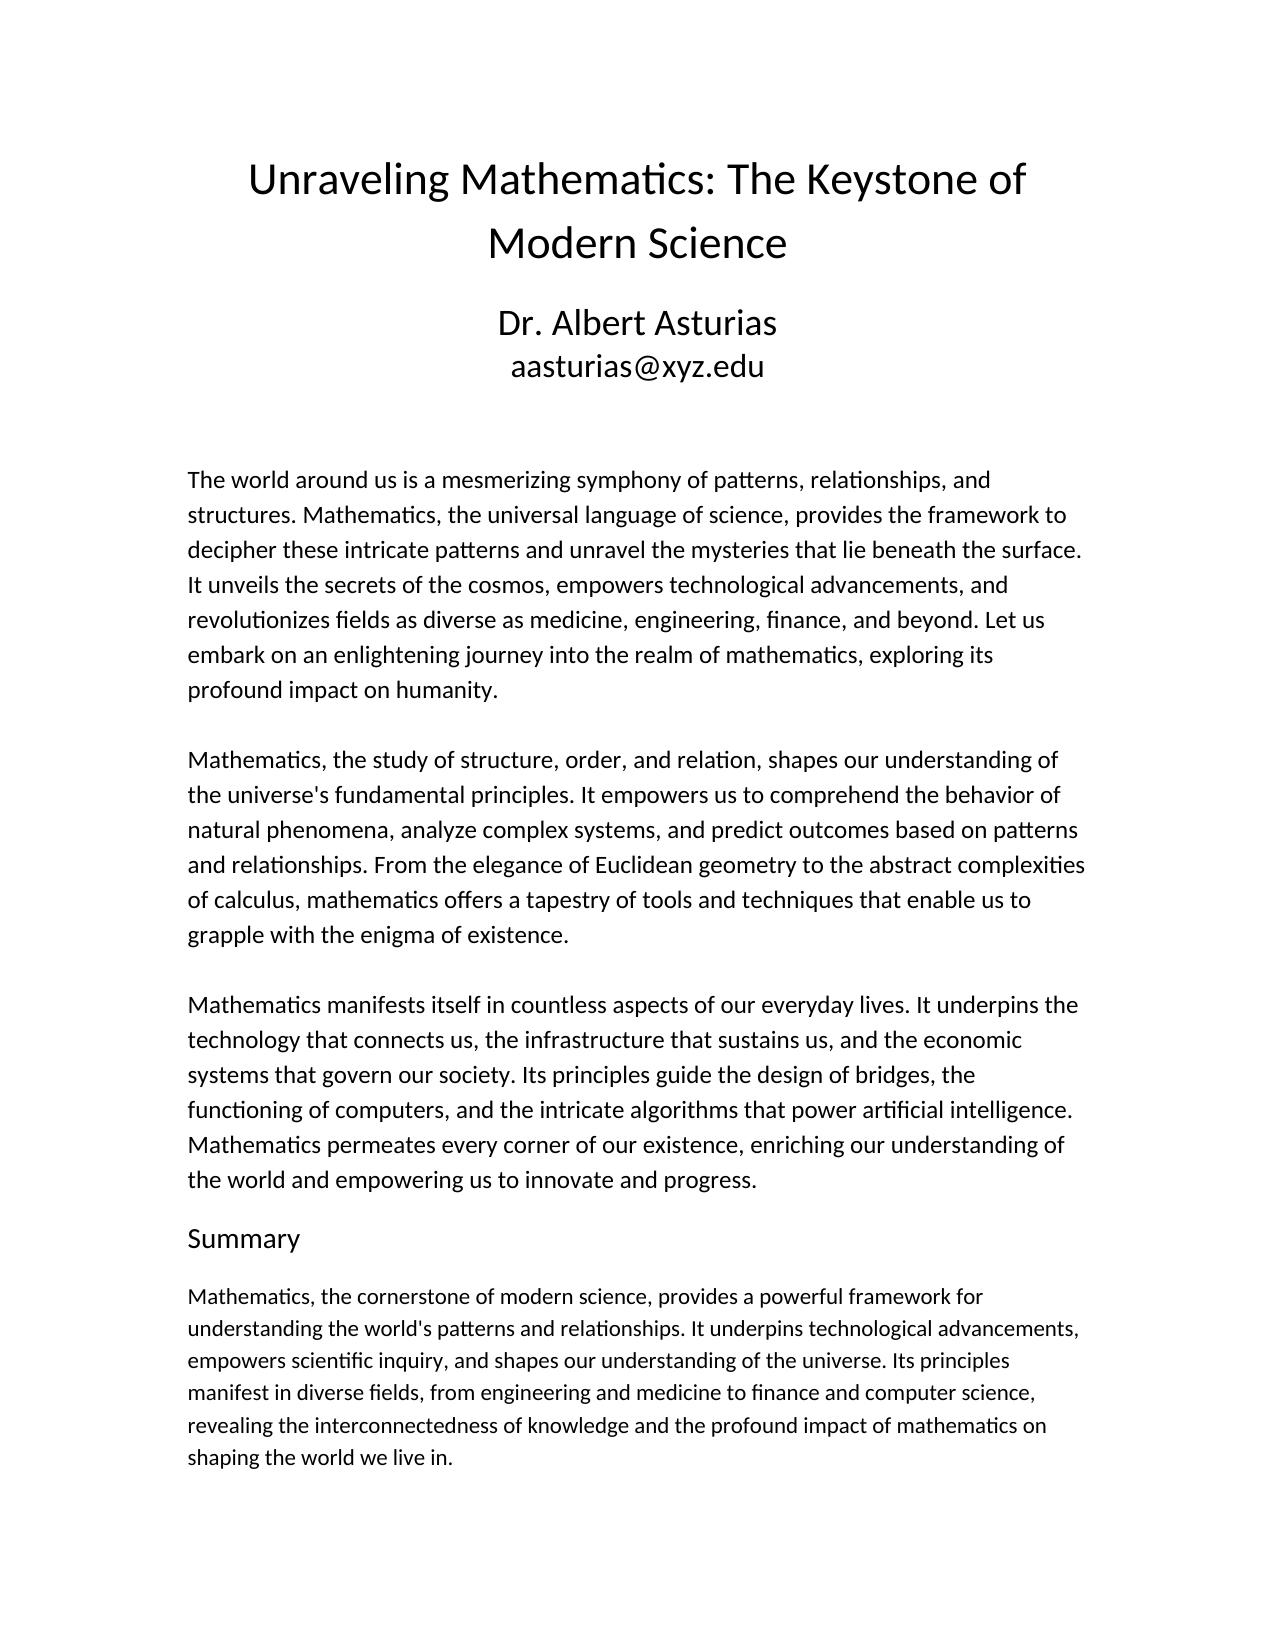 Unraveling Mathematics: The Keystone of
Modern Science
Dr. Albert Asturias
aasturias@xyz.edu
The world around us is a mesmerizing symphony of patterns, relationships, and
structures. Mathematics, the universal language of science, provides the framework to
decipher these intricate patterns and unravel the mysteries that lie beneath the surface.
It unveils the secrets of the cosmos, empowers technological advancements, and
revolutionizes fields as diverse as medicine, engineering, finance, and beyond. Let us
embark on an enlightening journey into the realm of mathematics, exploring its
profound impact on humanity.
Mathematics, the study of structure, order, and relation, shapes our understanding of
the universe's fundamental principles. It empowers us to comprehend the behavior of
natural phenomena, analyze complex systems, and predict outcomes based on patterns
and relationships. From the elegance of Euclidean geometry to the abstract complexities
of calculus, mathematics offers a tapestry of tools and techniques that enable us to
grapple with the enigma of existence.
Mathematics manifests itself in countless aspects of our everyday lives. It underpins the
technology that connects us, the infrastructure that sustains us, and the economic
systems that govern our society. Its principles guide the design of bridges, the
functioning of computers, and the intricate algorithms that power artificial intelligence.
Mathematics permeates every corner of our existence, enriching our understanding of
the world and empowering us to innovate and progress.
Summary
Mathematics, the cornerstone of modern science, provides a powerful framework for
understanding the world's patterns and relationships. It underpins technological advancements,
empowers scientific inquiry, and shapes our understanding of the universe. Its principles
manifest in diverse fields, from engineering and medicine to finance and computer science,
revealing the interconnectedness of knowledge and the profound impact of mathematics on
shaping the world we live in.